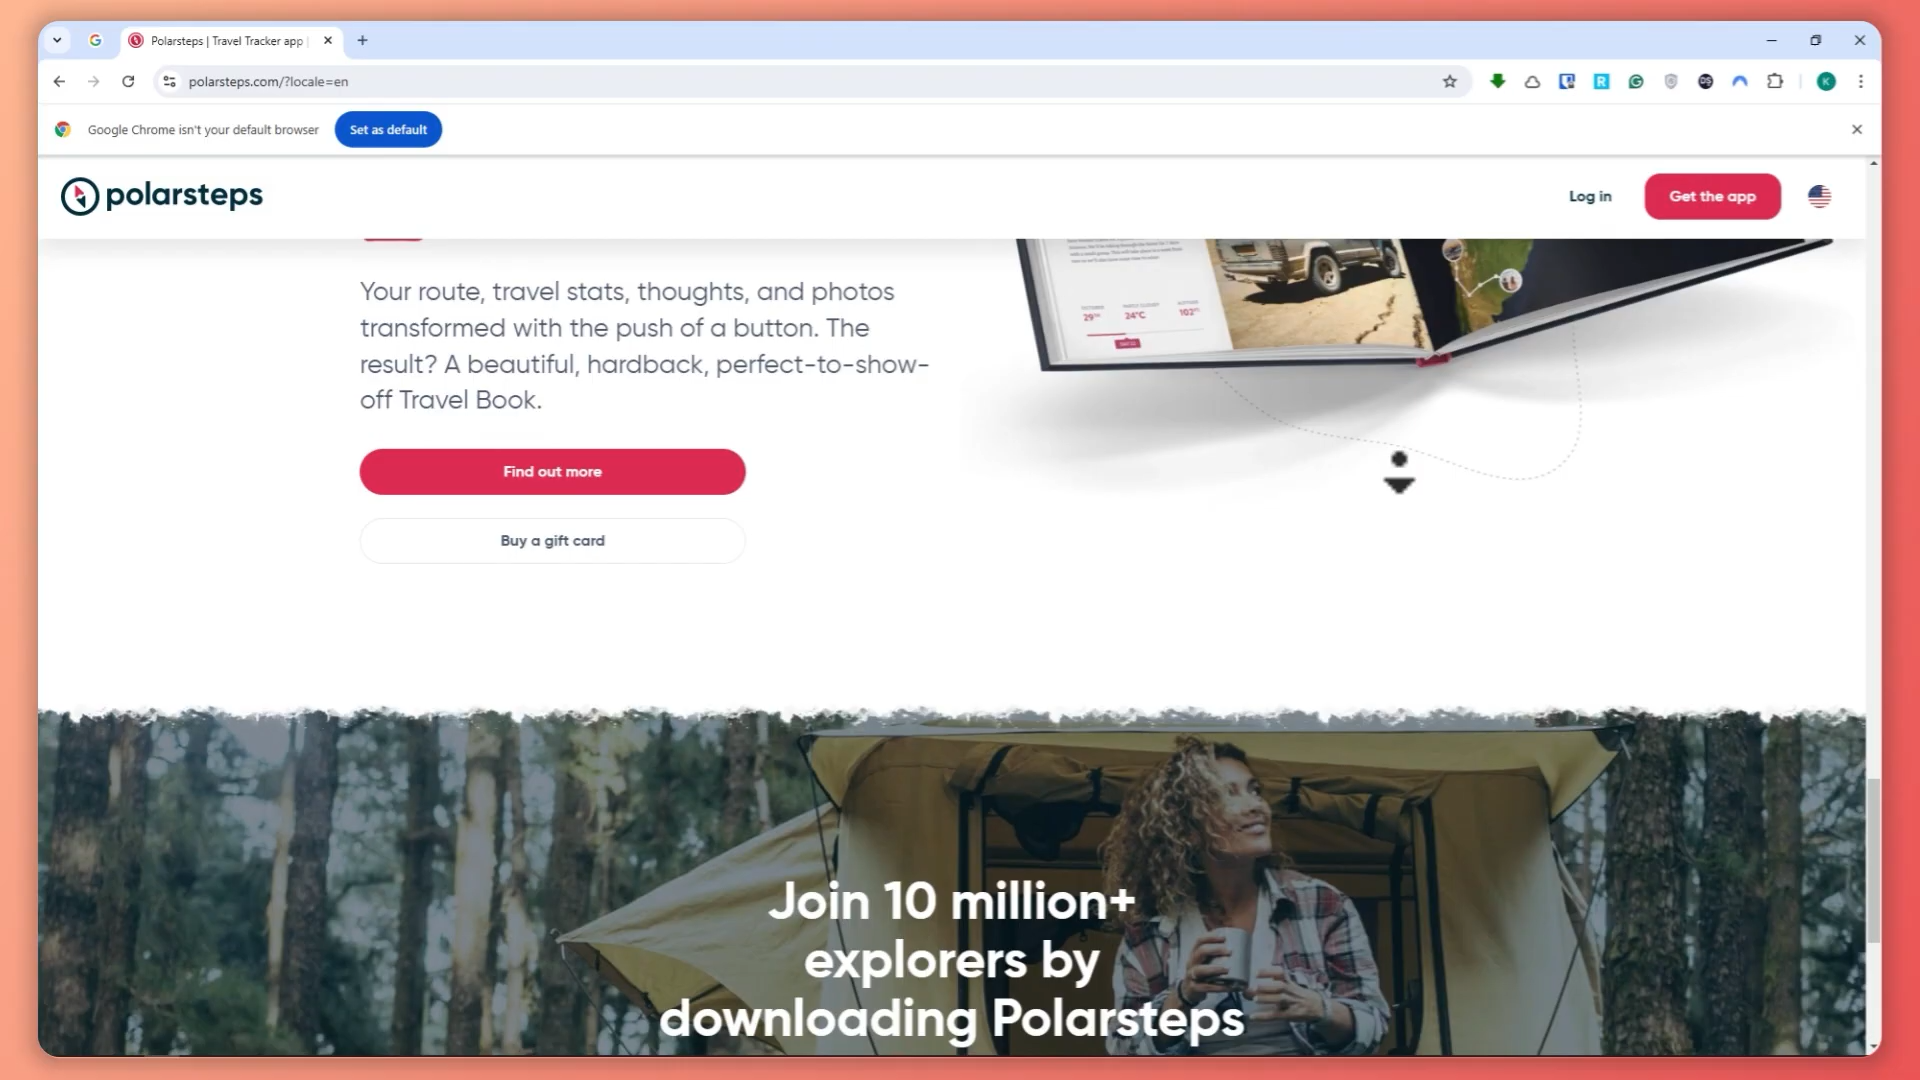 Polarsteps | Travel Tracker app |
polarsteps.com/?locale=en
Google Chrome isn't your default browser
Set as default
polarsteps
Log in
Get the app
Your route, travel stats, thoughts, and photos
transformed with the push of a button. The
result? A beautiful, hardback, perfect-to-show-
off Travel Book.
24°C
Find out more
Buy a gift card
Join 10 million+
explorers by
downloading Polarsteps